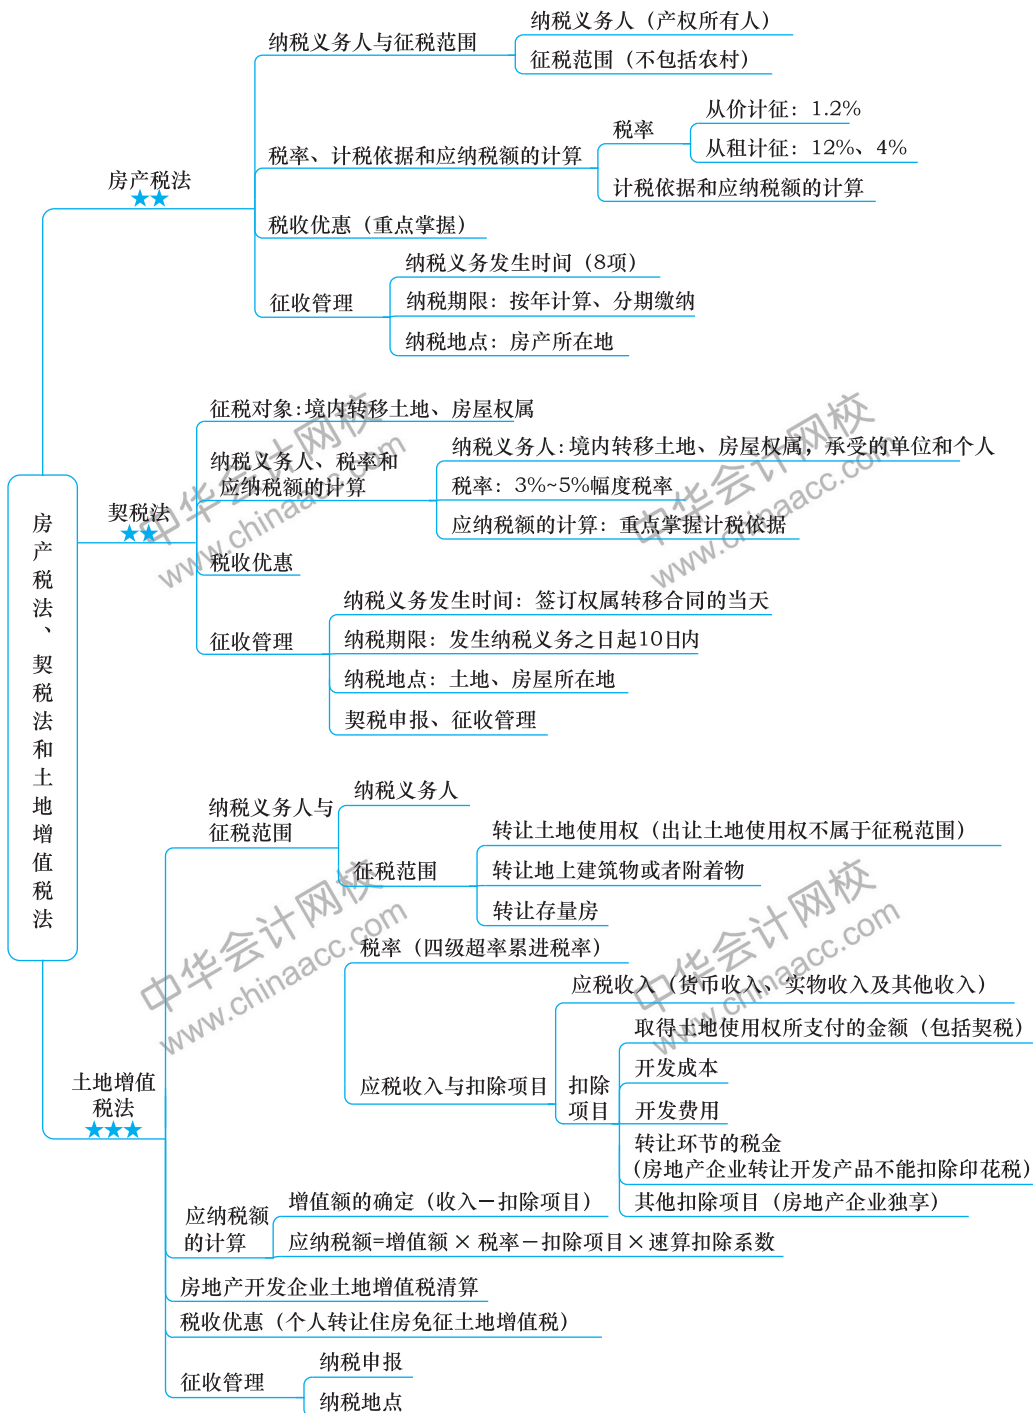 房产税法、契税法和土地增值税法
房产税法
★★
纳税义务人与征税范围
纳税义务人（产权所有人）
征税范围（不包括农村）
税率、计税依据和应纳税额的计算
税率
从价计征：1.2%
从租计征：12%、4%
计税依据和应纳税额的计算
税收优惠（重点掌握）
征收管理
纳税义务发生时间（8项）
纳税期限：按年计算、分期缴纳
纳税地点：房产所在地
契税法
★★
征税对象:境内转移土地、房屋权属
纳税义务人、税率和
应纳税额的计算
纳税义务人:境内转移土地、房屋权属，承受的单位和个人
税率：3%~5%幅度税率
应纳税额的计算：重点掌握计税依据
税收优惠
征收管理
纳税义务发生时间：签订权属转移合同的当天
纳税期限：发生纳税义务之日起10日内
纳税地点：土地、房屋所在地
契税申报、征收管理
土地增值
税法
★★★
纳税义务人与
征税范围
纳税义务人
征税范围
转让土地使用权（出让土地使用权不属于征税范围）
转让地上建筑物或者附着物
转让存量房
税率（四级超率累进税率）
应税收入与扣除项目
应税收入（货币收入、实物收入及其他收入）
扣除
项目
取得土地使用权所支付的金额（包括契税）
开发成本
开发费用
转让环节的税金
(房地产企业转让开发产品不能扣除印花税)
其他扣除项目（房地产企业独享）
应纳税额
的计算
增值额的确定（收入－扣除项目）
应纳税额=增值额×税率－扣除项目×速算扣除系数
房地产开发企业土地增值税清算
税收优惠（个人转让住房免征土地增值税）
征收管理
纳税申报
纳税地点
中华会计网校
www.chinaacc.com
中华会计网校
www.chinaacc.com
中华会计网校
www.chinaacc.com
中华会计网校
www.chinaacc.com